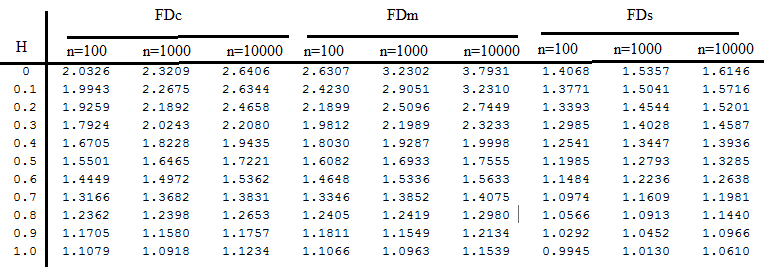 FDc FDm FDs
H n=100 n=1000 n=10000 n=100 n=1000 n=10000 n=100 n=1000 n=10000
0 2.0326 2.3209 2.6406 2.6307 3.2302 3.7931 1.4068 1.5357 1.6146
0.1 1.9943 2.2675 2.6344 2.4230 2.9051 3.2310 1.3771 1.5041 1.5716
0.2 1.9259 2.1892 2.4658 2.1899 2.5096 2.7449 1.3393 1.4544 1.5201
0.3 1.7924 2.0243 2.2080 1.9812 2.1989 2.3233 1.2985 1.4028 1.4587
0.4 1.6705 1.8228 1.9435 1.8030 1.9287 1.9998 1.2541 1.3447 1.3936
0.5 1.5501 1.6465 1.7221 1.6082 1.6933 1.7555 1.1985 1.2793 1.3285
0.6 1.4449 1.4972 1.5362 1.4648 1.5336 1.5633 1.1484 1.2236 1.2638
0.7 1.3166 1.3682 1.3831 1.3346 1.3852 1.4075 1.0974 1.1609 1.1981
0.8 1.2362 1.2398 1.2653 1.2405 1.2419 1.2980 1.0566 1.0913 1.1440
0.9 1.1705 1.1580 1.1757 1.1811 1.1549 1.2134 1.0292 1.0452 1.0966
1.0 1.1079 1.0918 1.1234 1.1066 1.0963 1.1539 0.9945 1.0130 1.0610